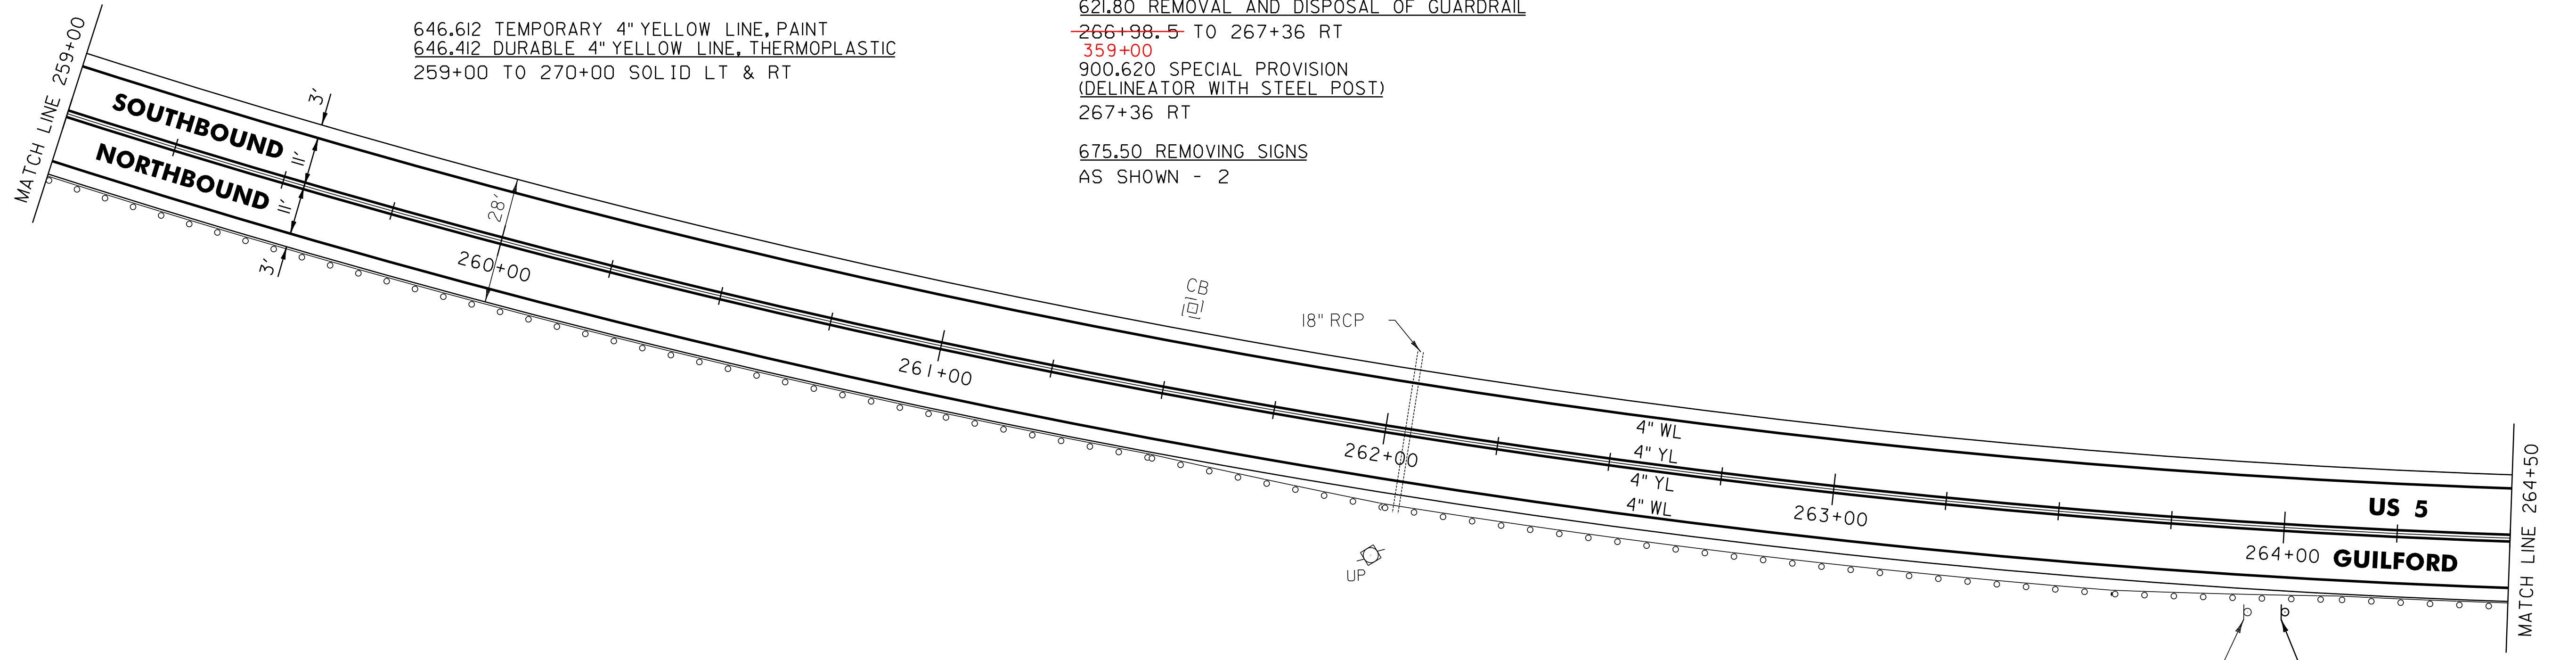 646.612 TEMPORARY 4" YELLOW LINE, PAINT
646.412 DURABLE 4" YELLOW LINE, THERMOPLASTIC
259+00 TO 270+00 SOLID LT & RT
621.80 REMOVAL AND DISPOSAL OF GUARDRAIL
266+98.5 TO 267+36 RT
359+00
900.620 SPECIAL PROVISION
(DELINEATOR WITH STEEL POST)
267+36 RT
675.50 REMOVING SIGNS
AS SHOWN - 2
MATCH LINE 259+00
SOUTHBOUND
NORTHBOUND
3'
11'
11'
3'
28'
260+00
261+00
CB
18" RCP
262+00
UP
4" WL
4" YL
4" YL
4" WL
263+00
264+00
US 5
GUILFORD
MATCH LINE 264+50